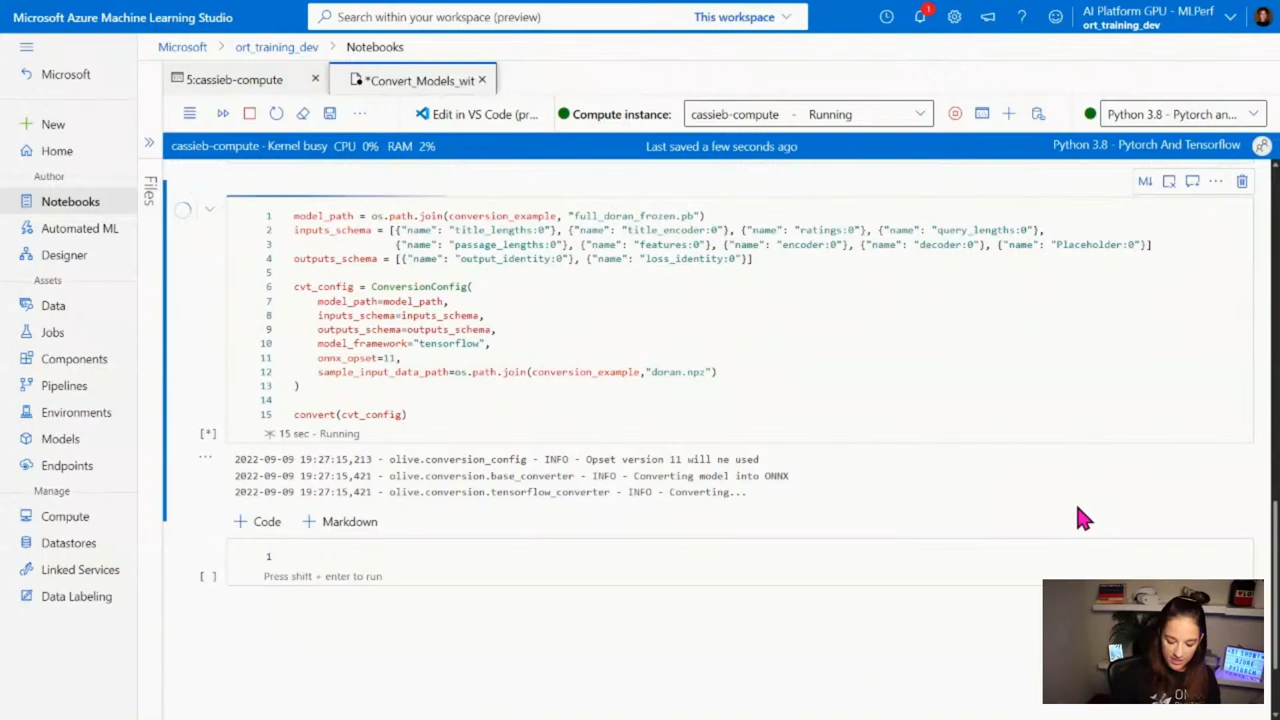 Microsoft Azure Machine Learning Studio
Search within your workspace (preview)
This workspace
1
AI Platform GPU - MLPerf
ort_training_dev
Microsoft
ort_training_dev
Notebooks
Microsoft
5:cassieb-compute
*Convert_Models_wit
Edit in VS Code (pr...
Compute instance:
cassieb-compute - Running
Python 3.8 - Pytorch an...
cassieb-compute · Kernel busy CPU 0% RAM 2%
Last saved a few seconds ago
Python 3.8 - Pytorch And Tensorflow
New
Home
Author
Notebooks
Automated ML
Designer
Assets
Data
Jobs
Components
Pipelines
Environments
Models
Endpoints
Manage
Compute
Datastores
Linked Services
Data Labeling
Files
M↓
1 model_path = os.path.join(conversion_example, "full_doran_frozen.pb")
2 inputs_schema = [{"name": "title_lengths:0"}, {"name": "title_encoder:0"}, {"name": "ratings:0"}, {"name": "query_lengths:0"},
3 {"name": "passage_lengths:0"}, {"name": "features:0"}, {"name": "encoder:0"}, {"name": "decoder:0"}, {"name": "Placeholder:0"}]
4 outputs_schema = [{"name": "output_identity:0"}, {"name": "loss_identity:0"}]
5
6 cvt_config = ConversionConfig(
7 model_path=model_path,
8 inputs_schema=inputs_schema,
9 outputs_schema=outputs_schema,
10 model_framework="tensorflow",
11 onnx_opset=11,
12 sample_input_data_path=os.path.join(conversion_example,"doran.npz")
13 )
14
15 convert(cvt_config)
[*]
15 sec - Running
2022-09-09 19:27:15,213 - olive.conversion_config - INFO - Opset version 11 will ne used
2022-09-09 19:27:15,421 - olive.conversion.base_converter - INFO - Converting model into ONNX
2022-09-09 19:27:15,421 - olive.conversion.tensorflow_converter - INFO - Converting...
+ Code + Markdown
1
[ ] Press shift + enter to run